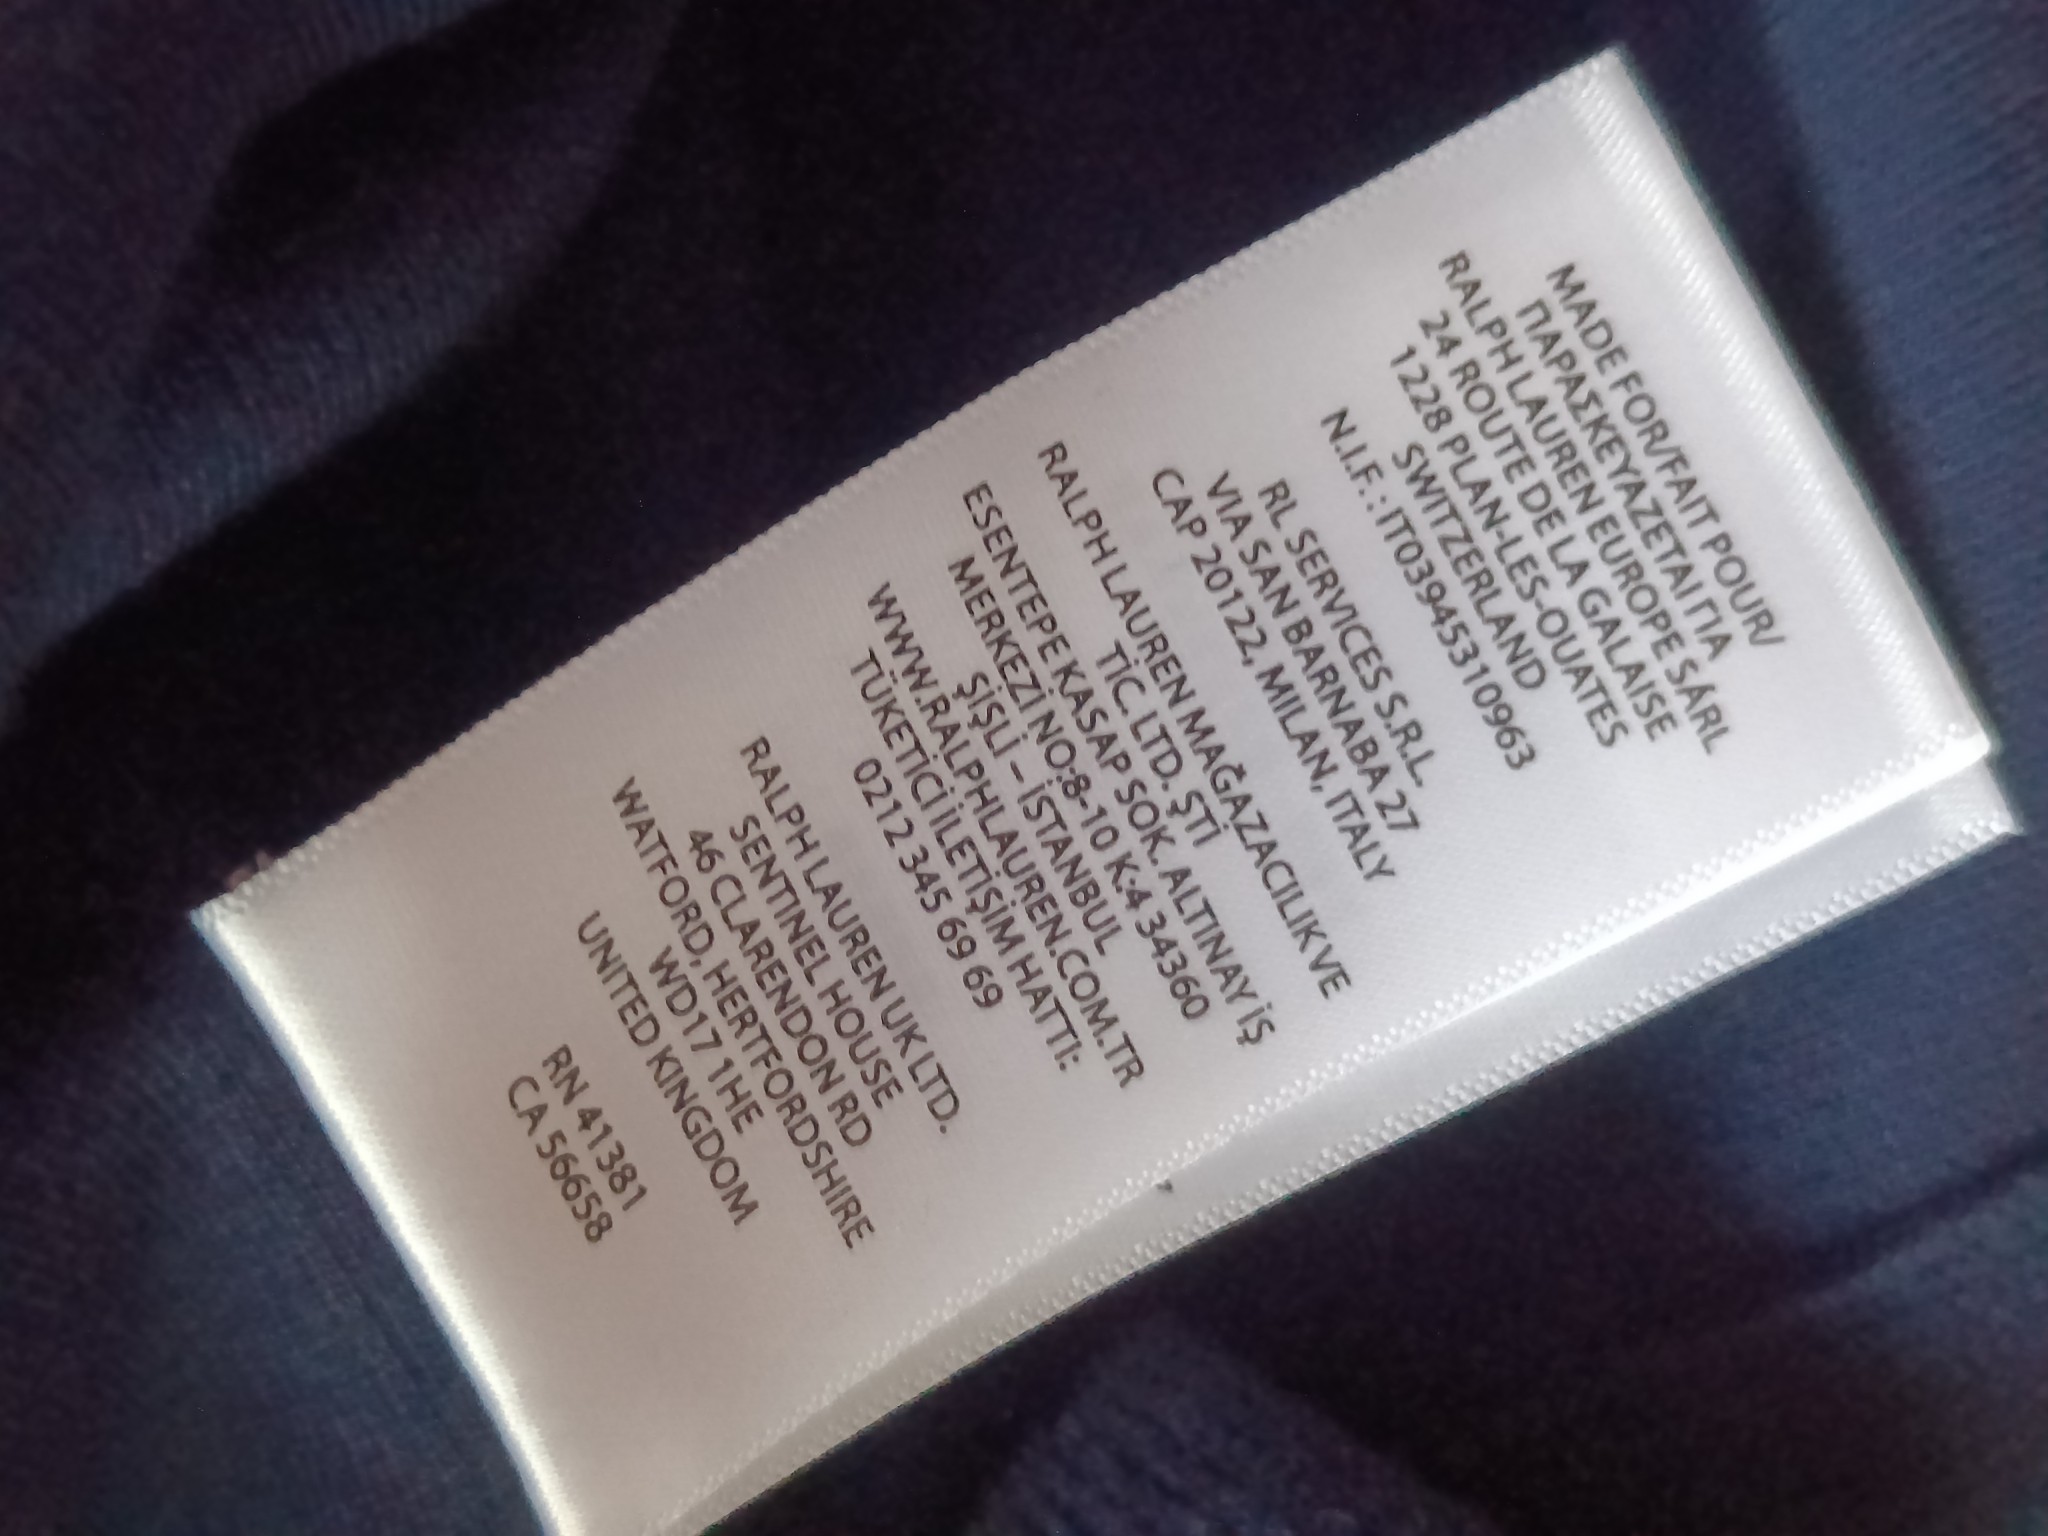 MADE FOR/FAIT POUR/
ΠΑΡΑΣΚΕΥΑΖΕΤΑΙ ΓΙΑ
RALPH LAUREN EUROPE SÁRL
24 ROUTE DE LA GALAISE
1228 PLAN-LES-OUATES
SWITZERLAND
N.I.F. : IT03945310963
RL SERVICES S.R.L.
VIA SAN BARNABA 27
CAP 20122, MILAN, ITALY
RALPH LAUREN MAĞAZACILIK VE
TİC. LTD. ŞTİ
ESENTEPE KASAP SOK. ALTINAY İŞ
MERKEZİ NO:8-10 K:4 34360
ŞİŞLİ – İSTANBUL
WWW.RALPHLAUREN.COM.TR
TÜKETİCİ İLETİŞİM HATTI:
0212 345 69 69
RALPH LAUREN UK LTD.
SENTINEL HOUSE
46 CLARENDON RD
WATFORD, HERTFORDSHIRE
WD17 1HE
UNITED KINGDOM
RN 41381
CA 56658